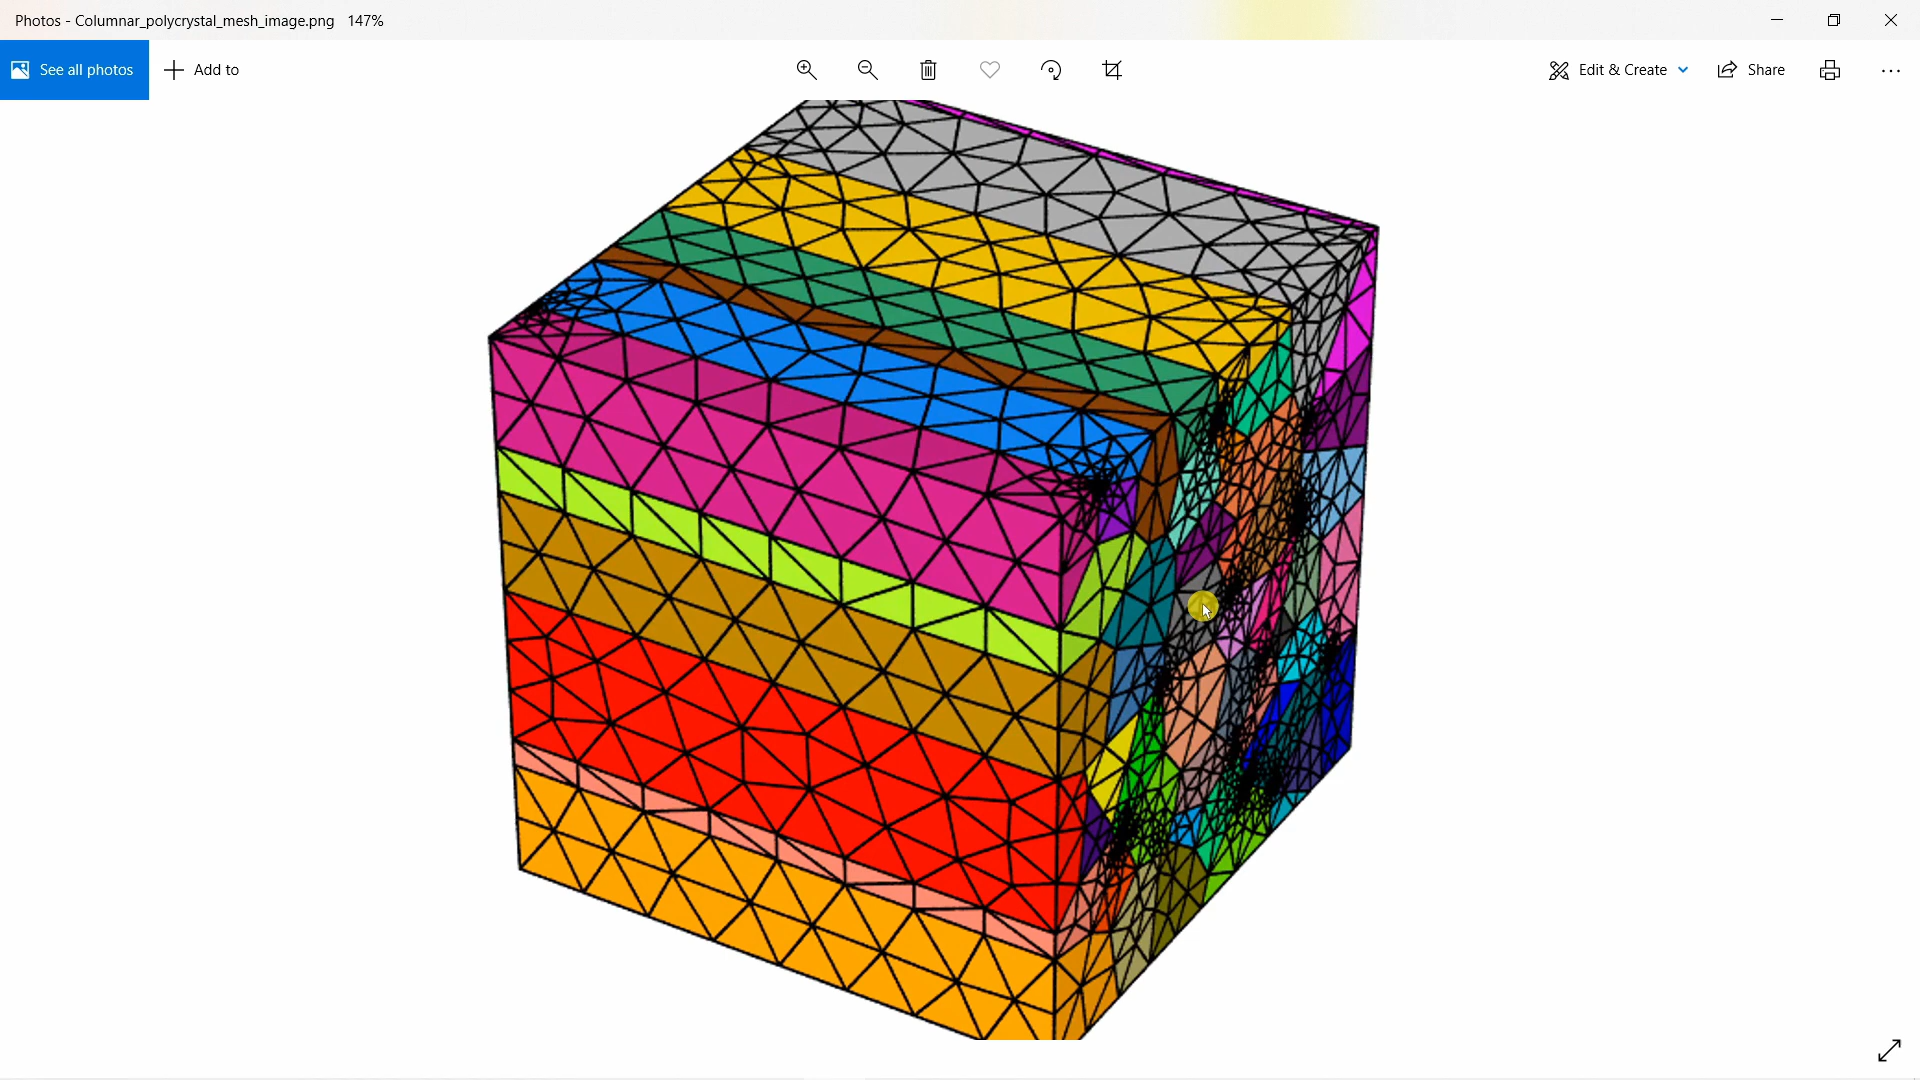 Photos - Columnar_polycrystal_mesh_image.png 147%
See all photos
Add to
Edit & Create
Share